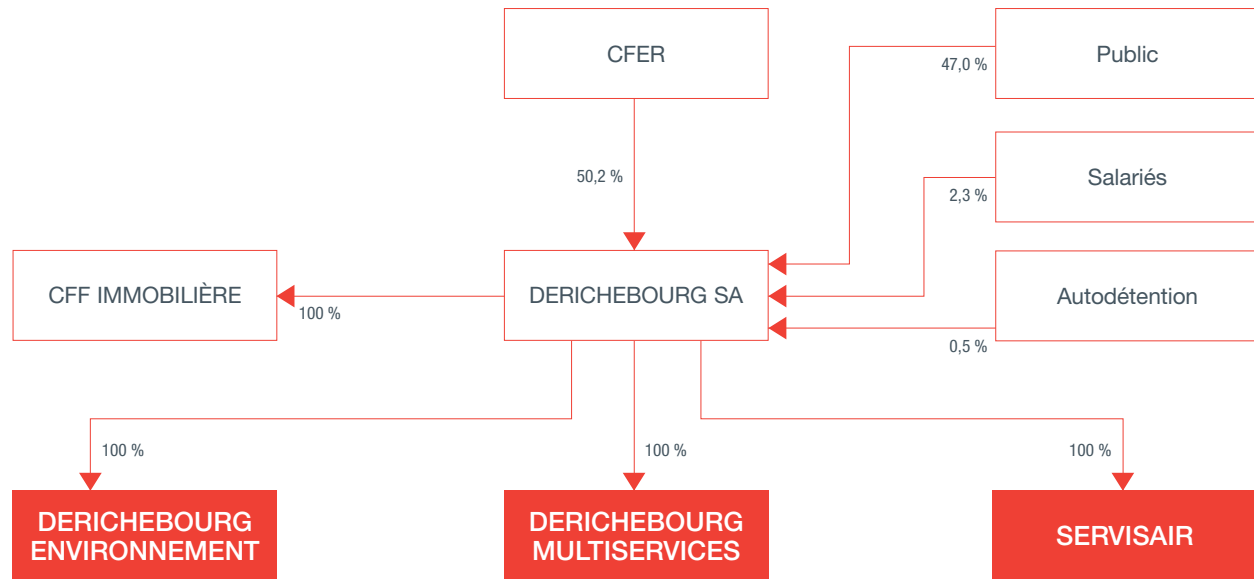 CFER
Public
47,0 %
Salariés
50,2 %
2,3 %
CFF IMMOBILIÈRE
DERICHEBOURG SA
Autodétention
100 %
0,5 %
100 %
100 %
100 %
DERICHEBOURG
ENVIRONNEMENT
DERICHEBOURG
MULTISERVICES
SERVISAIR